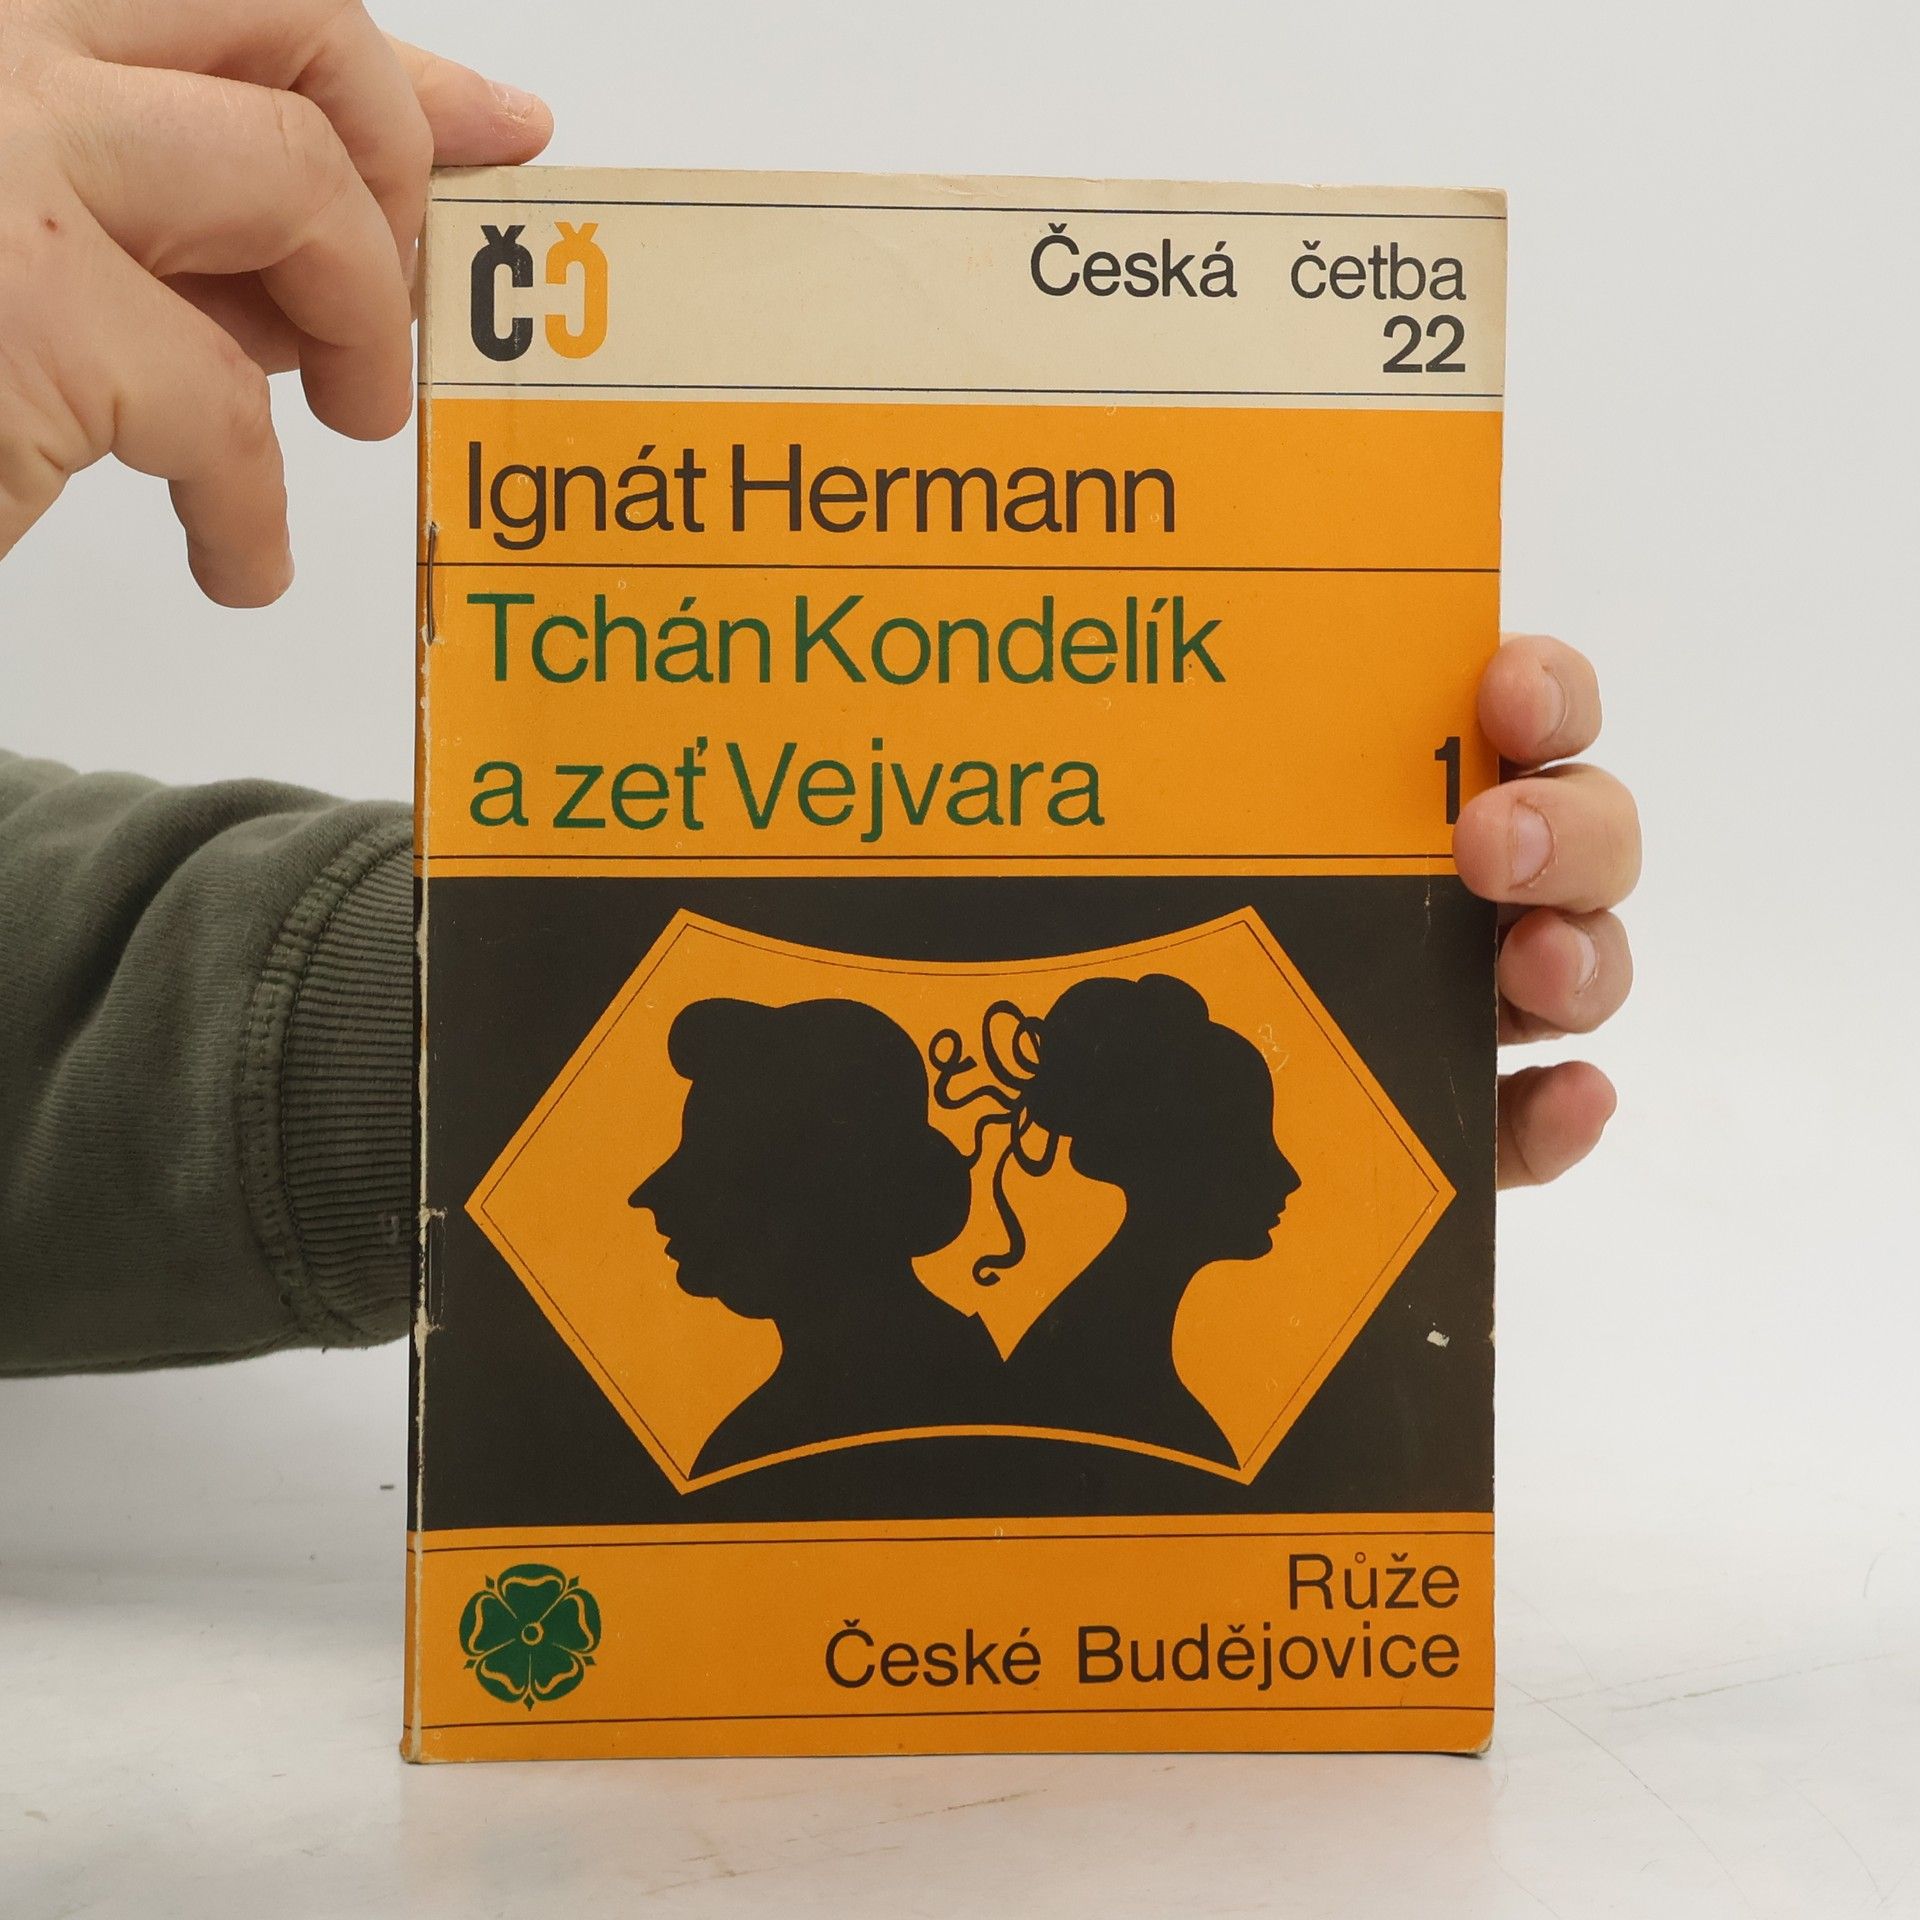 ČČ
Česká četba
22
Ignát Hermann
Tchán Kondelík
a zeť Vejvara 1
Růže
České Budějovice